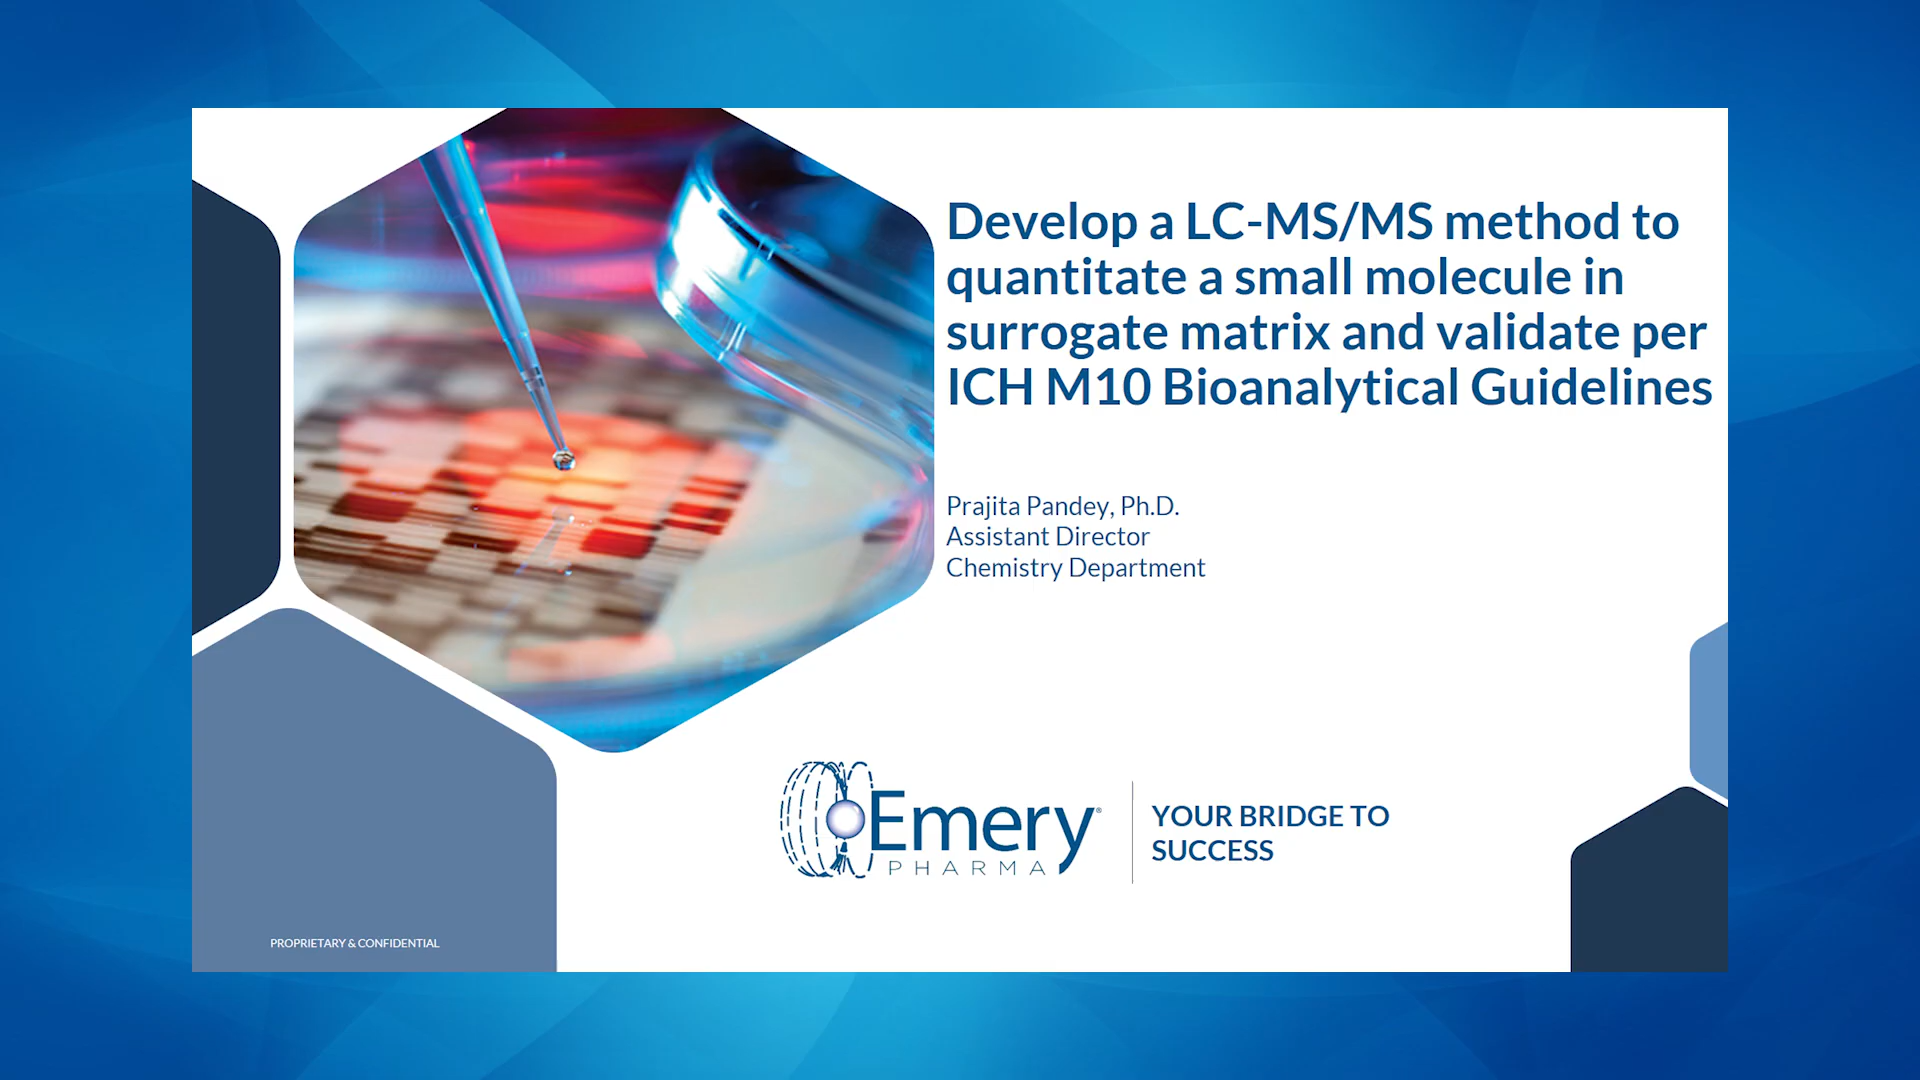 Develop a LC-MS/MS method to
quantitate a small molecule in
surrogate matrix and validate per
ICH M10 Bioanalytical Guidelines
Prajita Pandey, Ph.D.
Assistant Director
Chemistry Department
Emery®
PHARMA
YOUR BRIDGE TO
SUCCESS
PROPRIETARY & CONFIDENTIAL